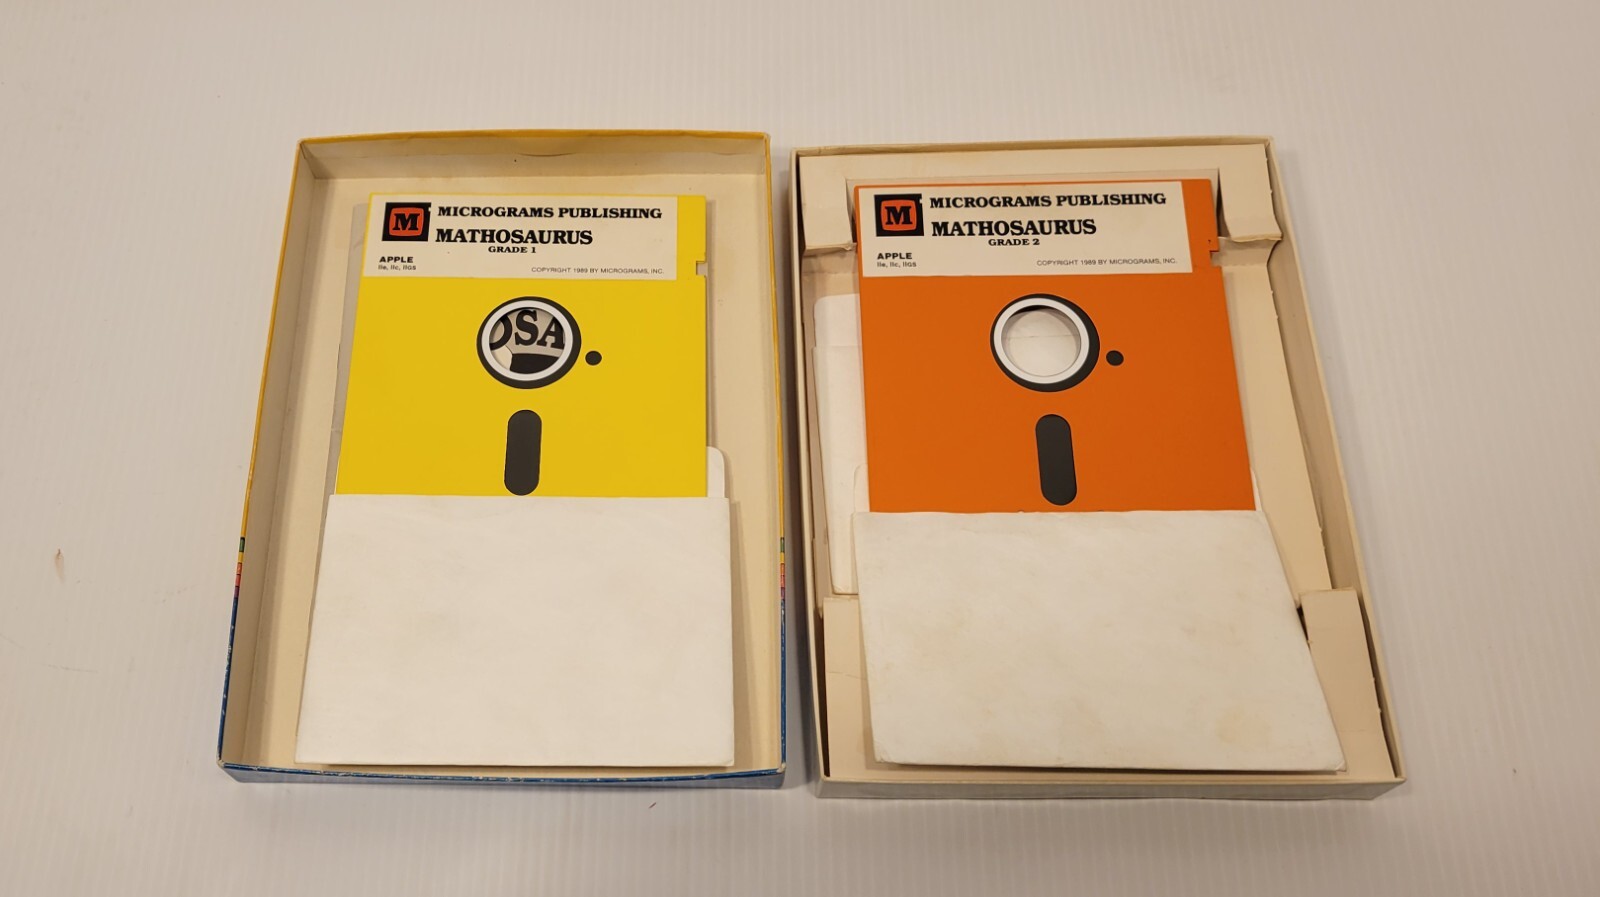 M
MICROGRAMS PUBLISHING
MATHOSAURUS
GRADE 1
APPLE
IIe, IIc, IIGS
COPYRIGHT 1989 BY MICROGRAMS, INC.
OSA
M
MICROGRAMS PUBLISHING
MATHOSAURUS
GRADE 2
APPLE
IIe, IIc, IIGS
COPYRIGHT 1989 BY MICROGRAMS, INC.